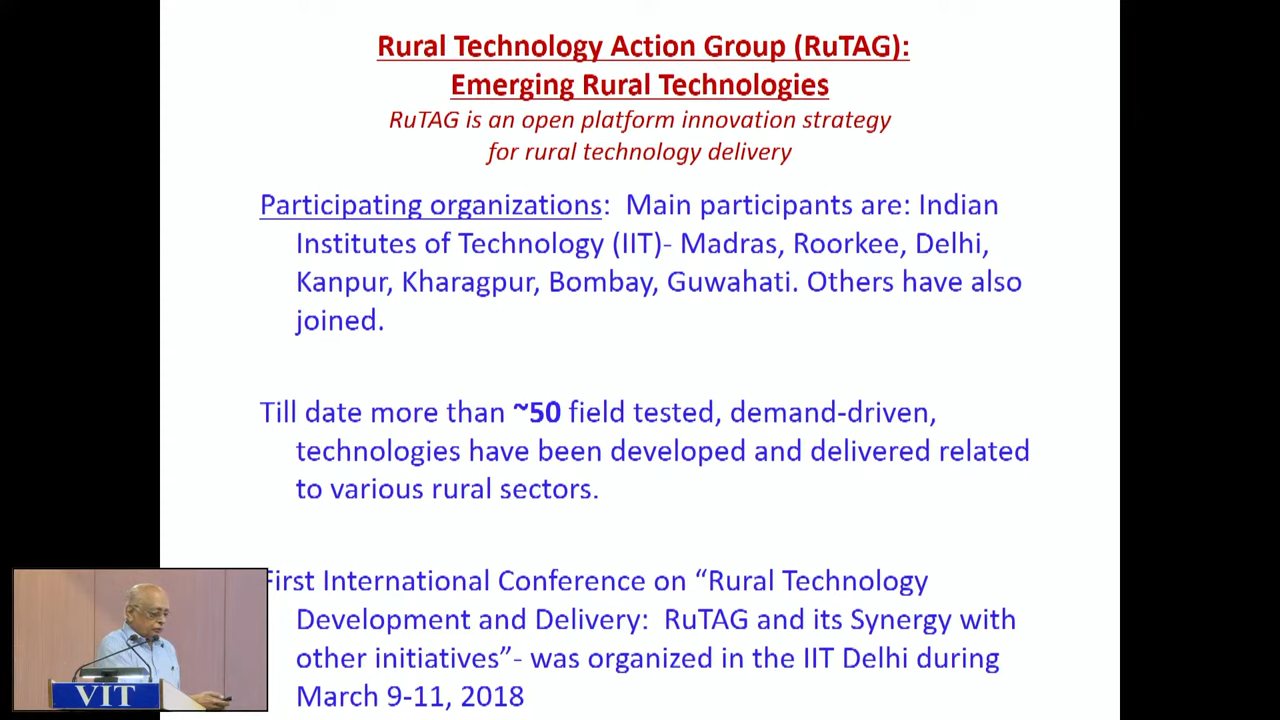 Rural Technology Action Group (RuTAG):
Emerging Rural Technologies
RuTAG is an open platform innovation strategy
for rural technology delivery
Participating organizations: Main participants are: Indian
Institutes of Technology (IIT)- Madras, Roorkee, Delhi,
Kanpur, Kharagpur, Bombay, Guwahati. Others have also
joined.
Till date more than ~50 field tested, demand-driven,
technologies have been developed and delivered related
to various rural sectors.
First International Conference on “Rural Technology
Development and Delivery: RuTAG and its Synergy with
other initiatives”- was organized in the IIT Delhi during
March 9-11, 2018
VIT